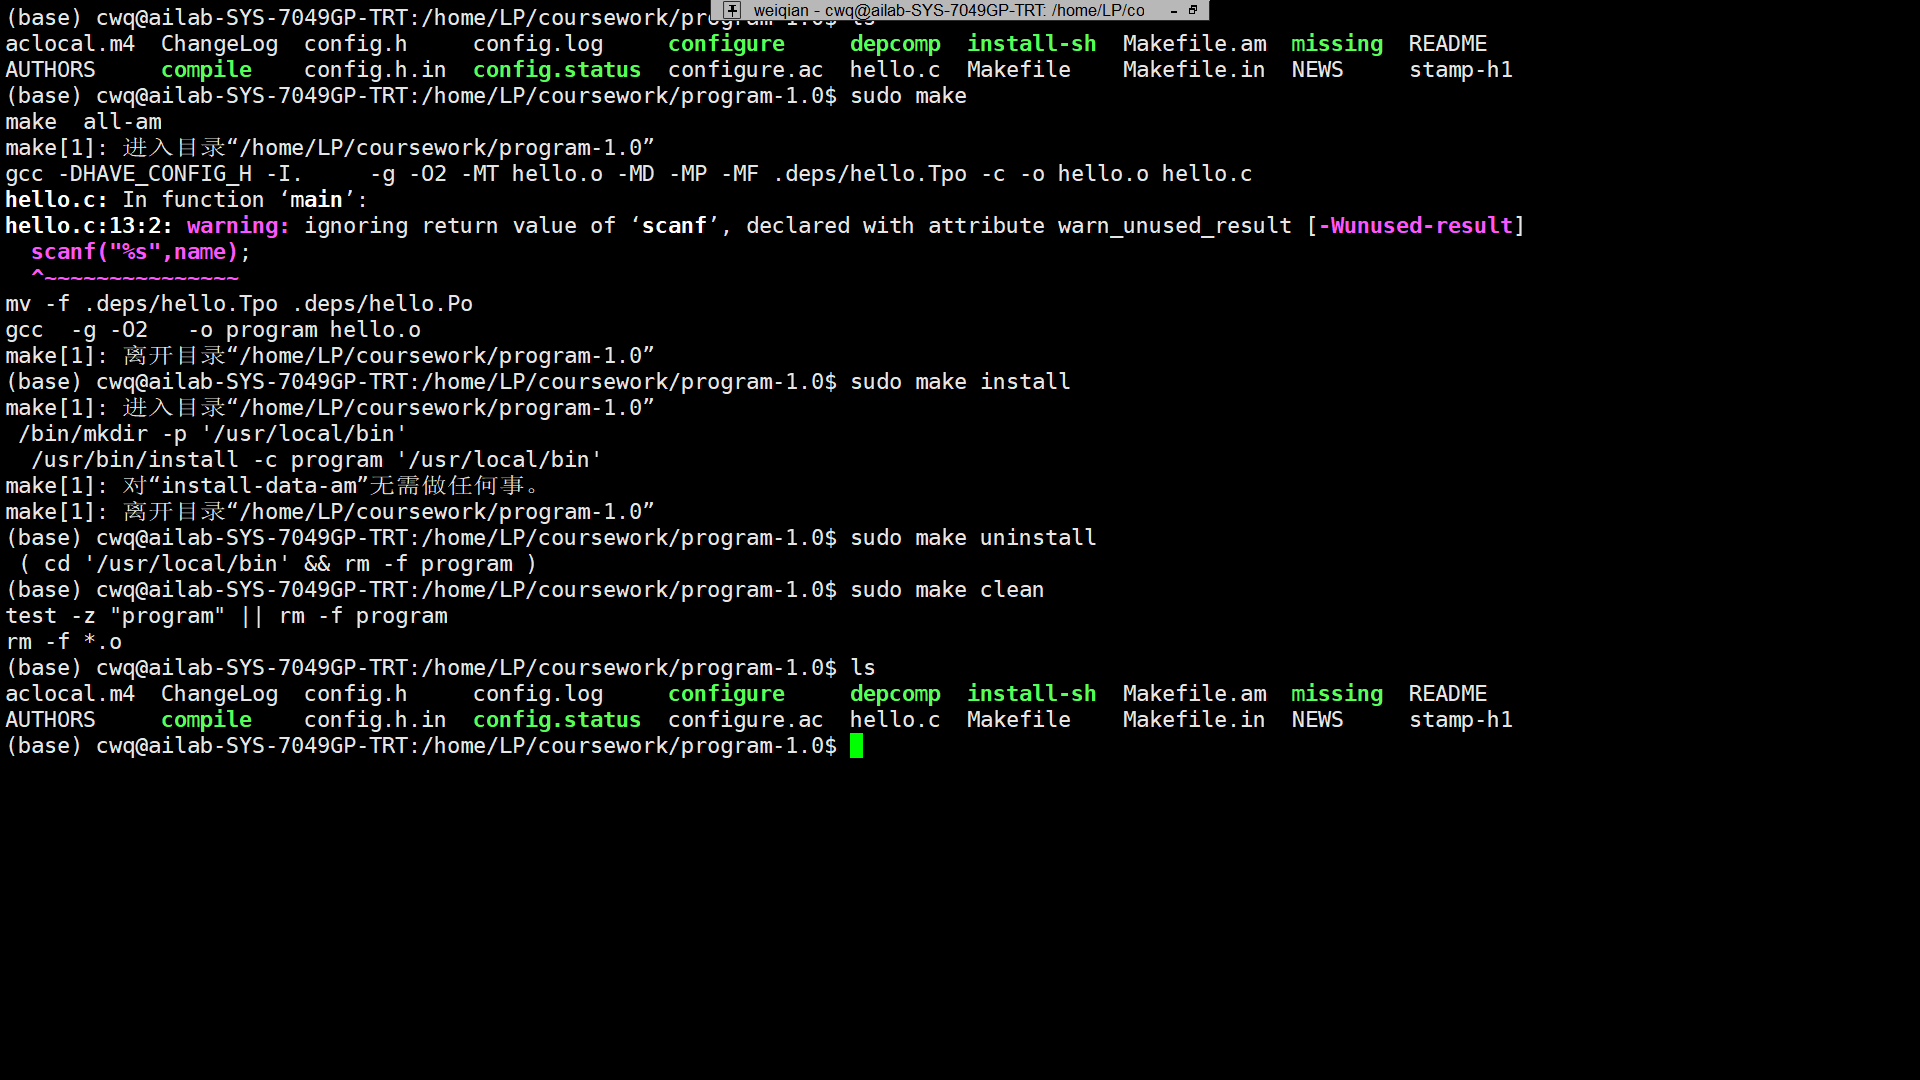 weiqian - cwq@ailab-SYS-7049GP-TRT: /home/LP/co
(base) cwq@ailab-SYS-7049GP-TRT:/home/LP/coursework/program-1.0$ ls
aclocal.m4  ChangeLog  config.h     config.log     configure     depcomp  install-sh  Makefile.am  missing  README
AUTHORS     compile    config.h.in  config.status  configure.ac  hello.c  Makefile    Makefile.in  NEWS     stamp-h1
(base) cwq@ailab-SYS-7049GP-TRT:/home/LP/coursework/program-1.0$ sudo make
make  all-am
make[1]: 进入目录“/home/LP/coursework/program-1.0”
gcc -DHAVE_CONFIG_H -I.     -g -O2 -MT hello.o -MD -MP -MF .deps/hello.Tpo -c -o hello.o hello.c
hello.c: In function ‘main’:
hello.c:13:2: warning: ignoring return value of ‘scanf’, declared with attribute warn_unused_result [-Wunused-result]
  scanf("%s",name);
  ^~~~~~~~~~~~~~~~
mv -f .deps/hello.Tpo .deps/hello.Po
gcc  -g -O2   -o program hello.o
make[1]: 离开目录“/home/LP/coursework/program-1.0”
(base) cwq@ailab-SYS-7049GP-TRT:/home/LP/coursework/program-1.0$ sudo make install
make[1]: 进入目录“/home/LP/coursework/program-1.0”
 /bin/mkdir -p '/usr/local/bin'
  /usr/bin/install -c program '/usr/local/bin'
make[1]: 对“install-data-am”无需做任何事。
make[1]: 离开目录“/home/LP/coursework/program-1.0”
(base) cwq@ailab-SYS-7049GP-TRT:/home/LP/coursework/program-1.0$ sudo make uninstall
 ( cd '/usr/local/bin' && rm -f program )
(base) cwq@ailab-SYS-7049GP-TRT:/home/LP/coursework/program-1.0$ sudo make clean
test -z "program" || rm -f program
rm -f *.o
(base) cwq@ailab-SYS-7049GP-TRT:/home/LP/coursework/program-1.0$ ls
aclocal.m4  ChangeLog  config.h     config.log     configure     depcomp  install-sh  Makefile.am  missing  README
AUTHORS     compile    config.h.in  config.status  configure.ac  hello.c  Makefile    Makefile.in  NEWS     stamp-h1
(base) cwq@ailab-SYS-7049GP-TRT:/home/LP/coursework/program-1.0$